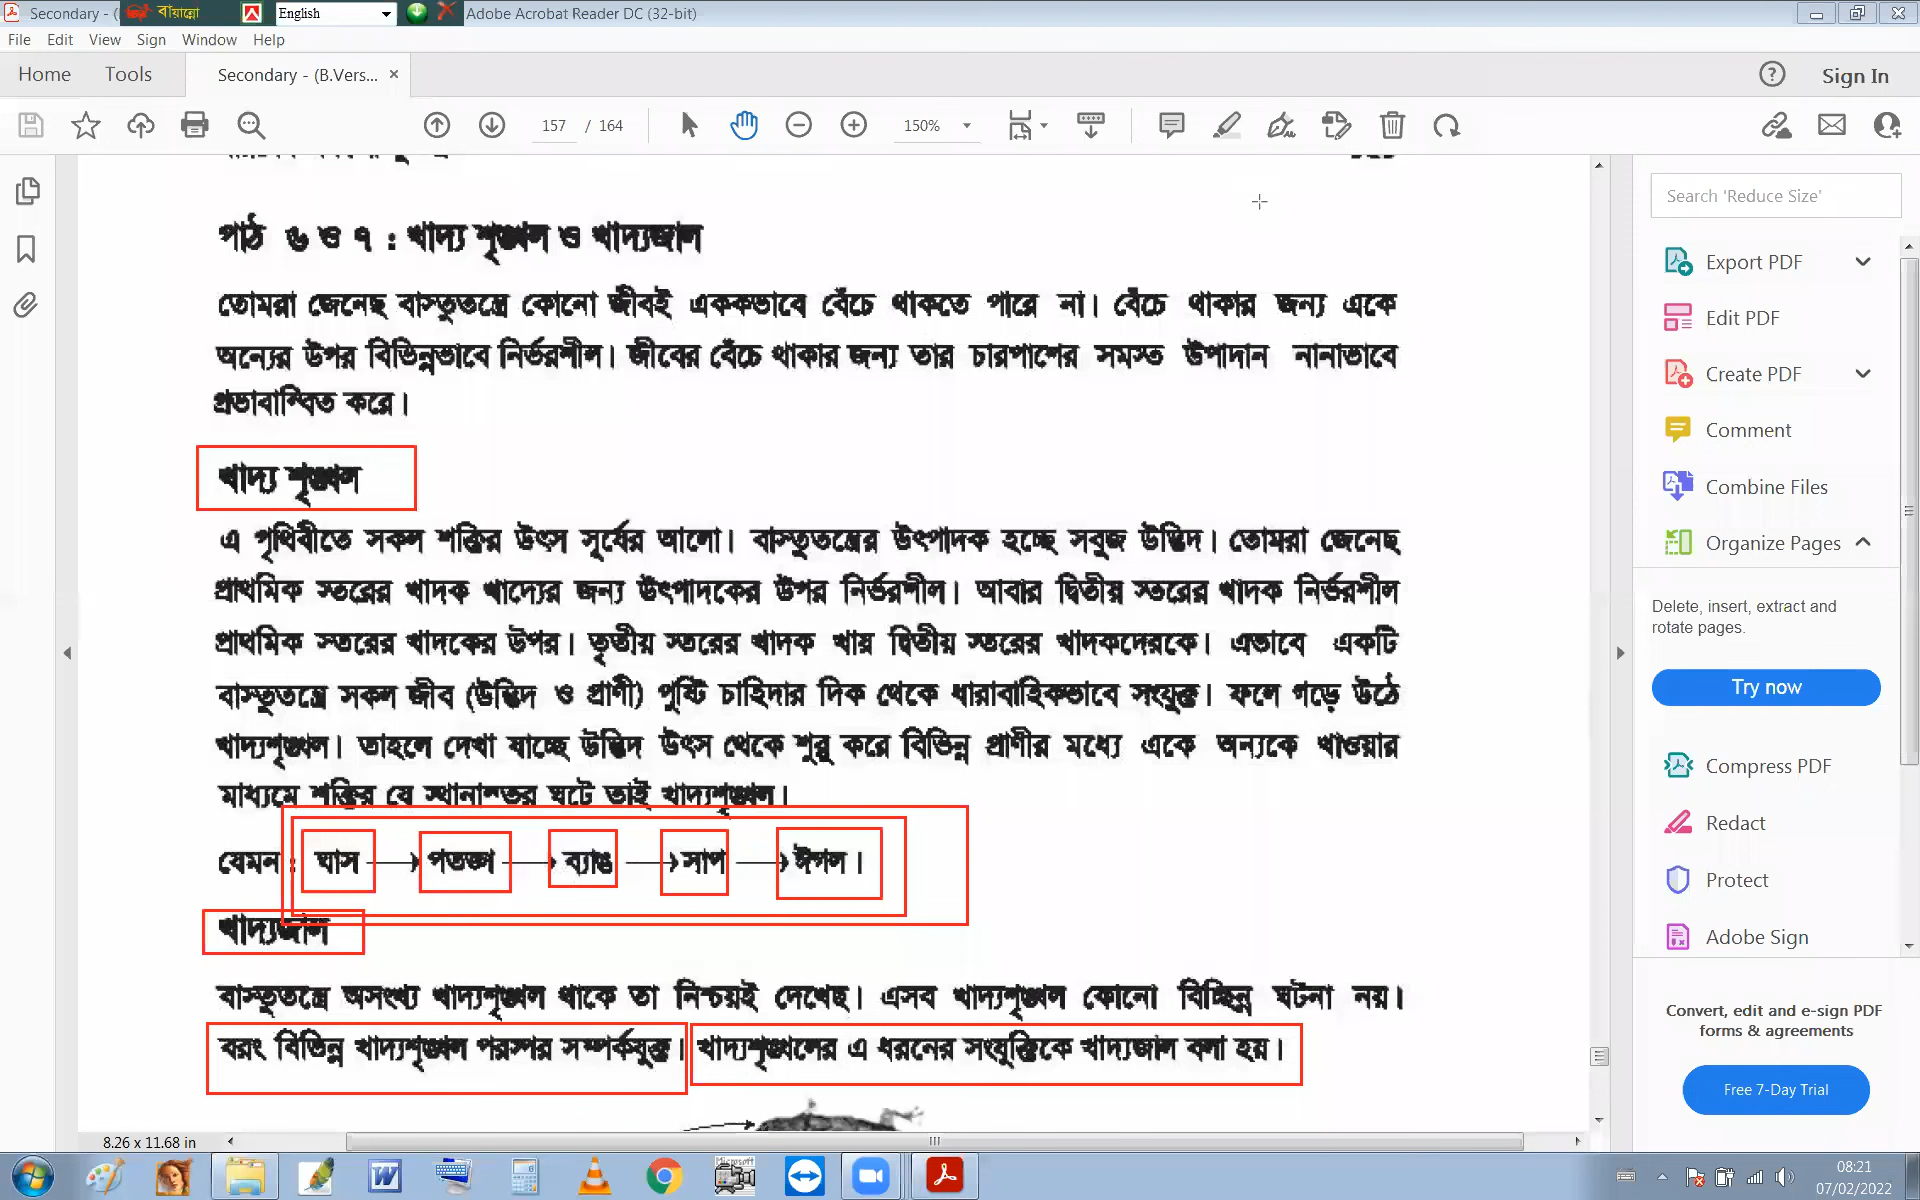 Secondary - (
বায়ান্নো
English
Adobe Acrobat Reader DC (32-bit)
File Edit View Sign Window Help
Home Tools Secondary - (B.Vers... × Sign In
157 / 164 150%
পাঠ ৬ ও ৭ : খাদ্য শৃঙ্খল ও খাদ্যজাল
তোমরা জেনেছ বাস্তুতন্ত্রে কোনো জীবই এককভাবে বেঁচে থাকতে পারে না। বেঁচে থাকার জন্য একে
অন্যের উপর বিভিন্নভাবে নির্ভরশীল। জীবের বেঁচে থাকার জন্য তার চারপাশের সমস্ত উপাদান নানাভাবে
প্রভাবান্বিত করে।
খাদ্য শৃঙ্খল
এ পৃথিবীতে সকল শক্তির উৎস সূর্যের আলো। বাস্তুতন্ত্রের উৎপাদক হচ্ছে সবুজ উদ্ভিদ। তোমরা জেনেছ
প্রাথমিক স্তরের খাদক খাদ্যের জন্য উৎপাদকের উপর নির্ভরশীল। আবার দ্বিতীয় স্তরের খাদক নির্ভরশীল
প্রাথমিক স্তরের খাদকের উপর। তৃতীয় স্তরের খাদক খায় দ্বিতীয় স্তরের খাদকদেরকে। এভাবে একটি
বাস্তুতন্ত্রে সকল জীব (উদ্ভিদ ও প্রাণী) পুষ্টি চাহিদার দিক থেকে ধারাবাহিকভাবে সংযুক্ত। ফলে গড়ে উঠে
খাদ্যশৃঙ্খল। তাহলে দেখা যাচ্ছে উদ্ভিদ উৎস থেকে শুরু করে বিভিন্ন প্রাণীর মধ্যে একে অন্যকে খাওয়ার
মাধ্যমে শক্তির যে স্থানান্তর ঘটে তাই খাদ্যশৃঙ্খল।
যেমন : ঘাস → পতঙ্গ → ব্যাঙ → সাপ → ঈগল।
খাদ্যজাল
বাস্তুতন্ত্রে অসংখ্য খাদ্যশৃঙ্খল থাকে তা নিশ্চয়ই দেখেছ। এসব খাদ্যশৃঙ্খল কোনো বিচ্ছিন্ন ঘটনা নয়।
বরং বিভিন্ন খাদ্যশৃঙ্খল পরস্পর সম্পর্কযুক্ত। খাদ্যশৃঙ্খলের এ ধরনের সংযুক্তিকে খাদ্যজাল বলা হয়।
8.26 x 11.68 in
Search 'Reduce Size'
Export PDF
Edit PDF
Create PDF
Comment
Combine Files
Organize Pages
Delete, insert, extract and
rotate pages.
Try now
Compress PDF
Redact
Protect
Adobe Sign
Convert, edit and e-sign PDF
forms & agreements
Free 7-Day Trial
Microsoft
08:21
07/02/2022